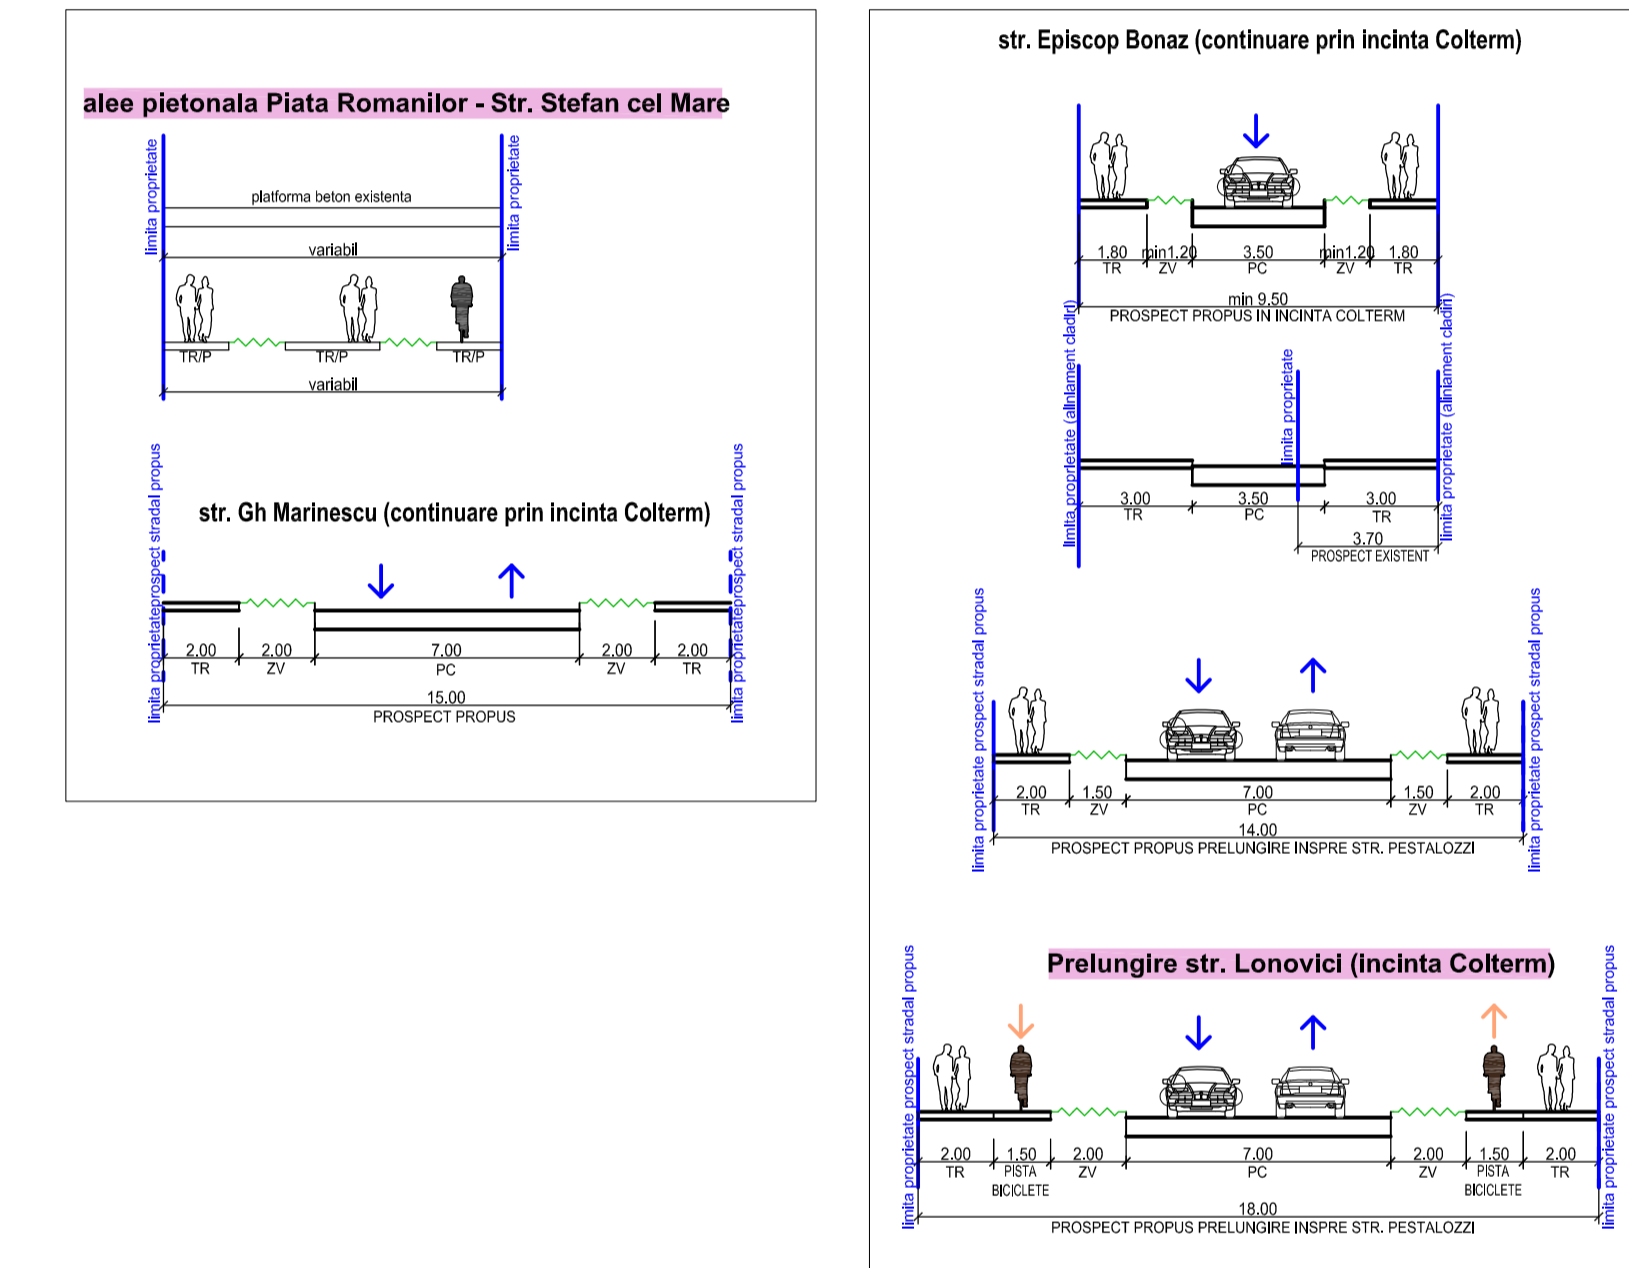 alee pietonala Piata Romanilor - Str. Stefan cel Mare
limita proprietate
limita proprietate
platforma beton existenta
variabil
TR/P TR/P TR/P
variabil
str. Gh Marinescu (continuare prin incinta Colterm)
limita proprietate prospect stradal propus
limita proprietate prospect stradal propus
2.00 2.00 7.00 2.00 2.00
TR ZV PC ZV TR
15.00
PROSPECT PROPUS
str. Episcop Bonaz (continuare prin incinta Colterm)
1.80 min1.20 3.50 min1.20 1.80
TR ZV PC ZV TR
min 9.50
PROSPECT PROPUS IN INCINTA COLTERM
limita proprietate (aliniament cladiri)
limita proprietate
limita proprietate (aliniament cladiri)
3.00 3.50 3.00
TR PC TR
3.70
PROSPECT EXISTENT
limita proprietate prospect stradal propus
limita proprietate prospect stradal propus
2.00 1.50 7.00 1.50 2.00
TR ZV PC ZV TR
14.00
PROSPECT PROPUS PRELUNGIRE INSPRE STR. PESTALOZZI
Prelungire str. Lonovici (incinta Colterm)
limita proprietate prospect stradal propus
limita proprietate prospect stradal propus
2.00 1.50 2.00 7.00 2.00 1.50 2.00
TR PISTA ZV PC ZV PISTA TR
BICICLETE BICICLETE
18.00
PROSPECT PROPUS PRELUNGIRE INSPRE STR. PESTALOZZI